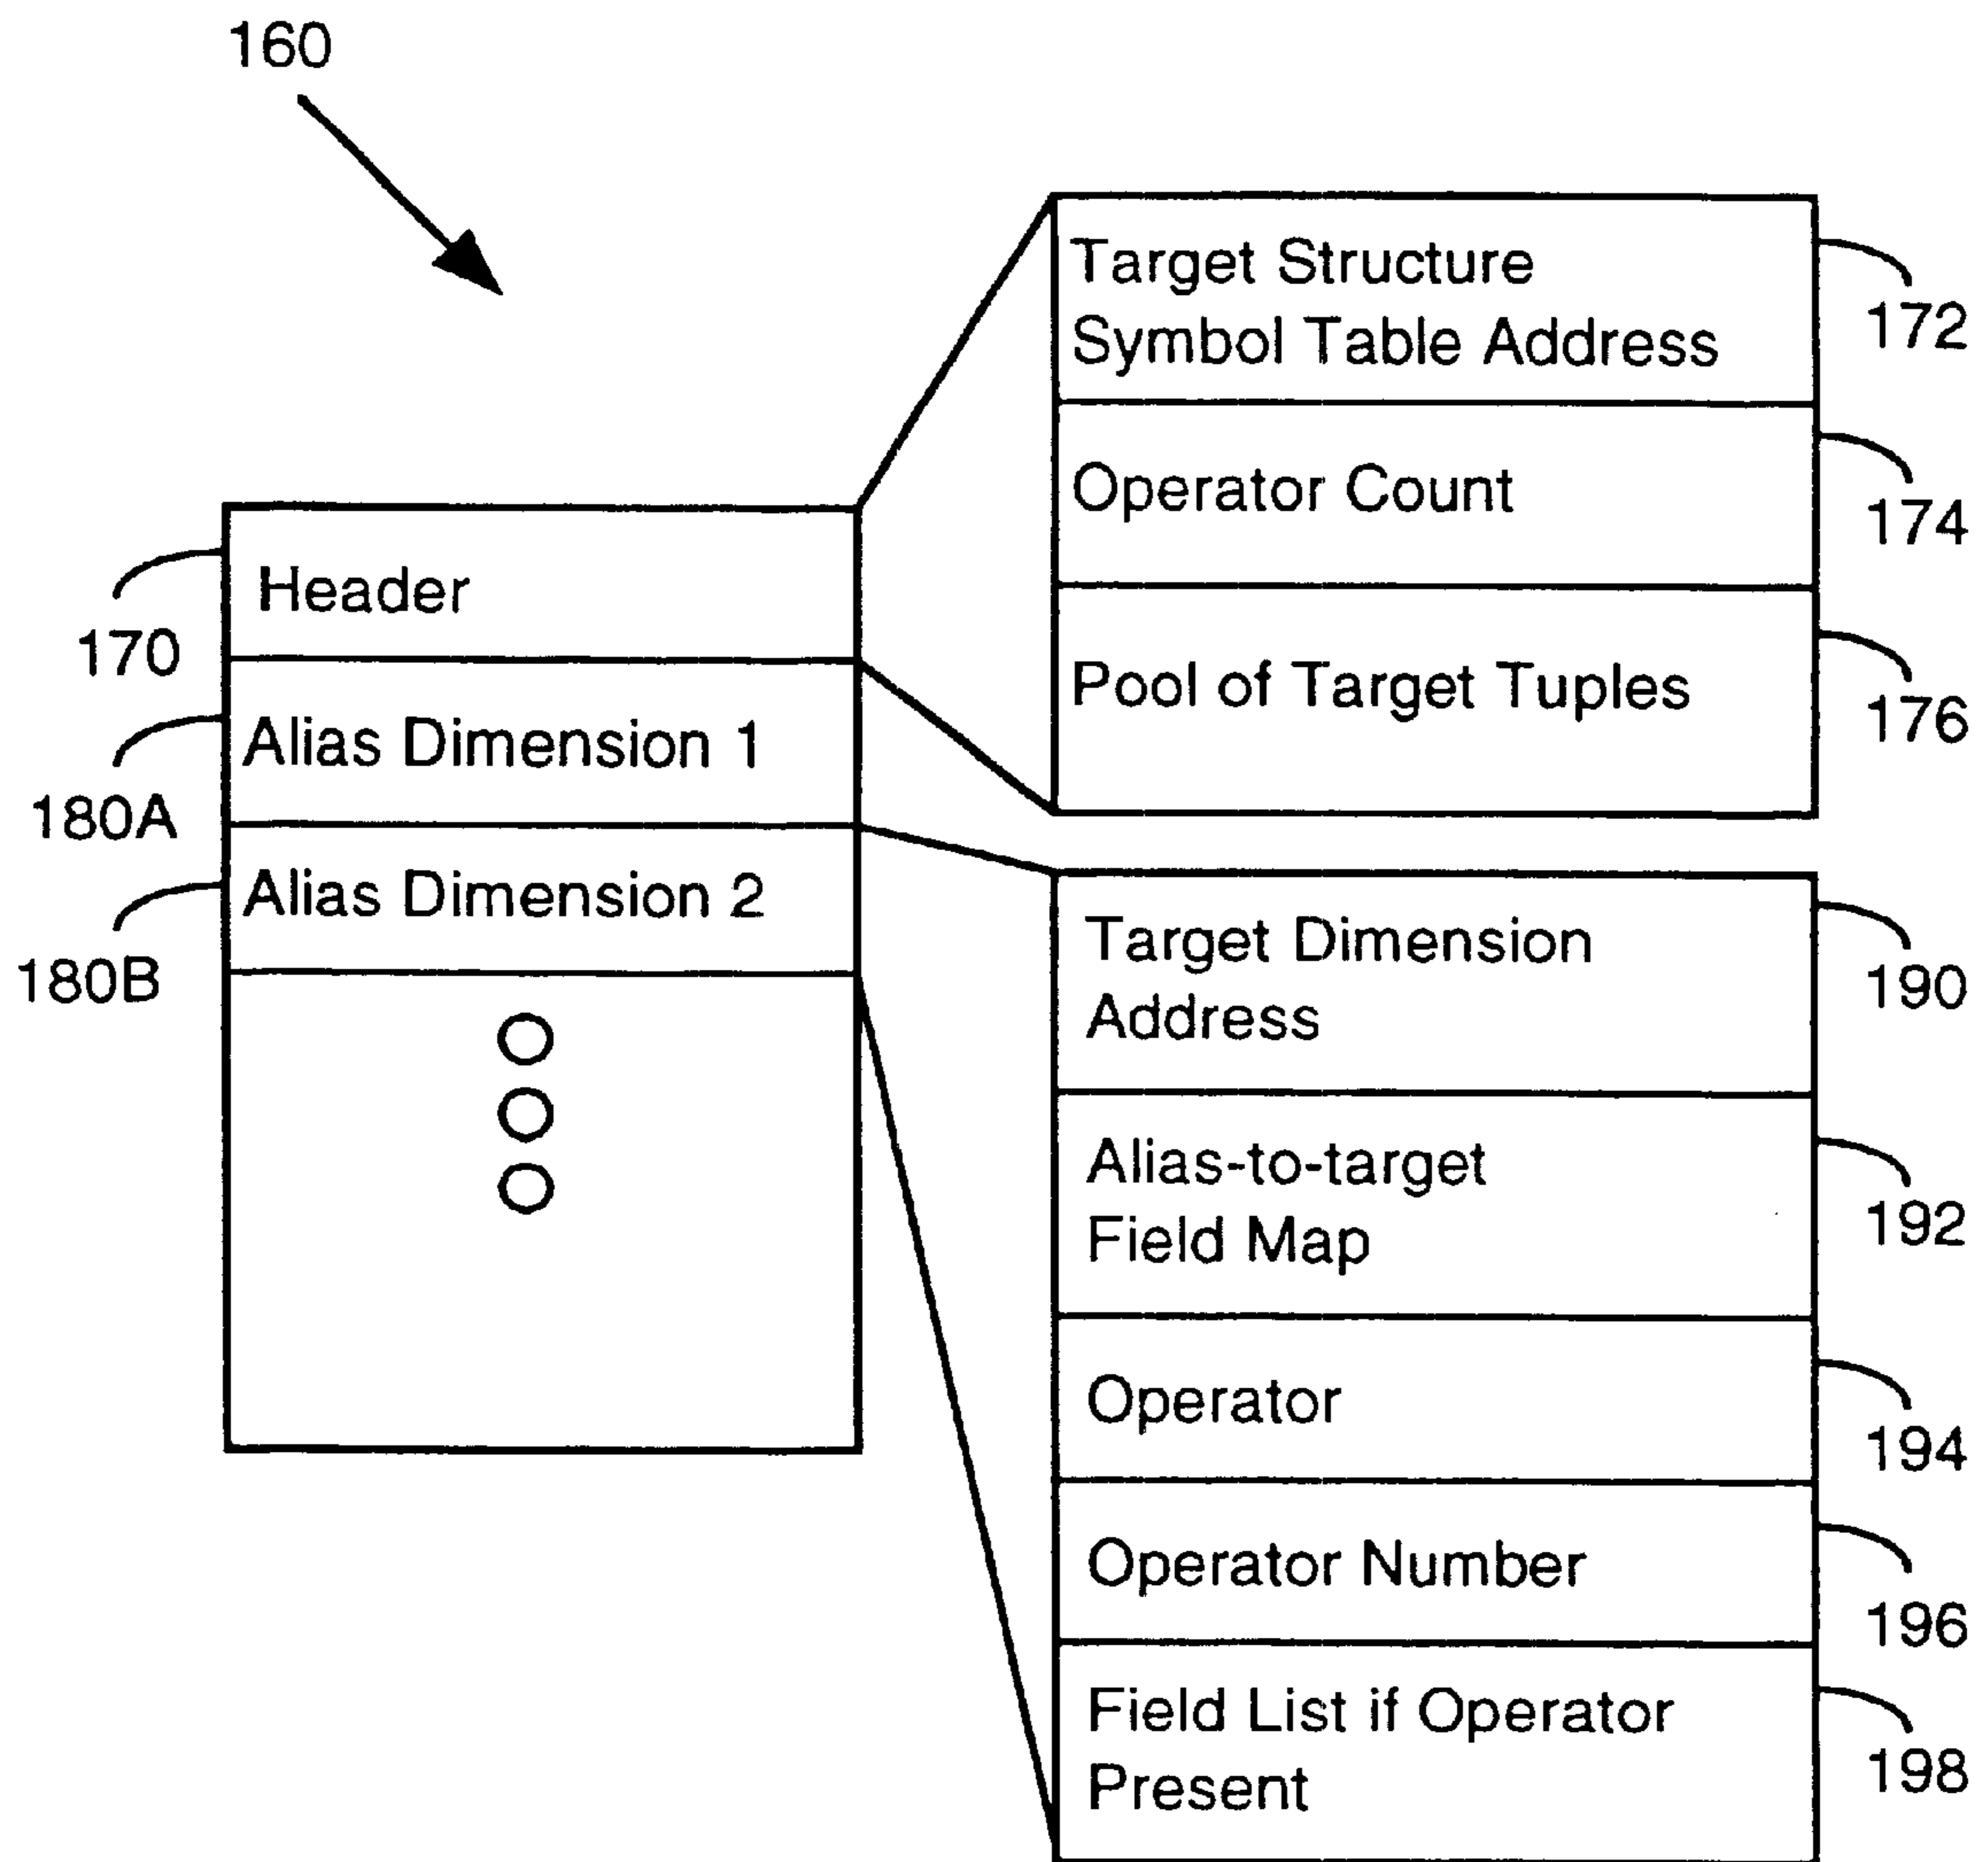 160
Header
170
Alias Dimension 1
180A
Alias Dimension 2
180B
Target Structure
Symbol Table Address
172
Operator Count
174
Pool of Target Tuples
176
Target Dimension
Address
190
Alias-to-target
Field Map
192
Operator
194
Operator Number
196
Field List if Operator
Present
198